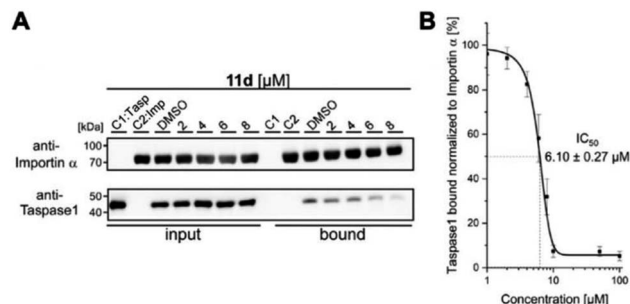 A
11d [µM]
C1:Tasp C2:Imp DMSO 2 4 6 8 C1 C2 DMSO 2 4 6 8
[kDa]
anti-
Importin α
100
70
anti-
Taspase1
50
40
input bound
B
Taspase1 bound normalized to Importin α [%]
100
80
60
40
20
0
IC50
6.10 ± 0.27 µM
1 10 100
Concentration [µM]